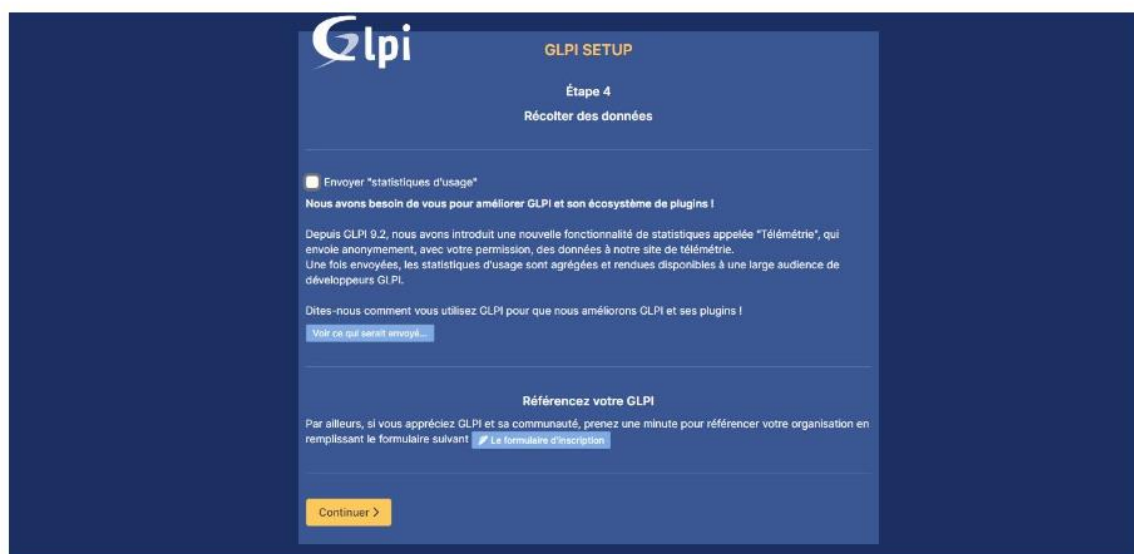 Glpi
GLPI SETUP
Étape 4
Récolter des données
Envoyer "statistiques d'usage"
Nous avons besoin de vous pour améliorer GLPI et son écosystème de plugins !
Depuis GLPI 9.2, nous avons introduit une nouvelle fonctionnalité de statistiques appelée "Télémétrie", qui
envoie anonymement, avec votre permission, des données à notre site de télémétrie.
Une fois envoyées, les statistiques d'usage sont agrégées et rendues disponibles à une large audience de
développeurs GLPI.
Dites-nous comment vous utilisez GLPI pour que nous améliorons GLPI et ses plugins !
Voir ce qui serait envoyé...
Référencez votre GLPI
Par ailleurs, si vous appréciez GLPI et sa communauté, prenez une minute pour référencer votre organisation en
remplissant le formulaire suivant Le formulaire d'inscription
Continuer >